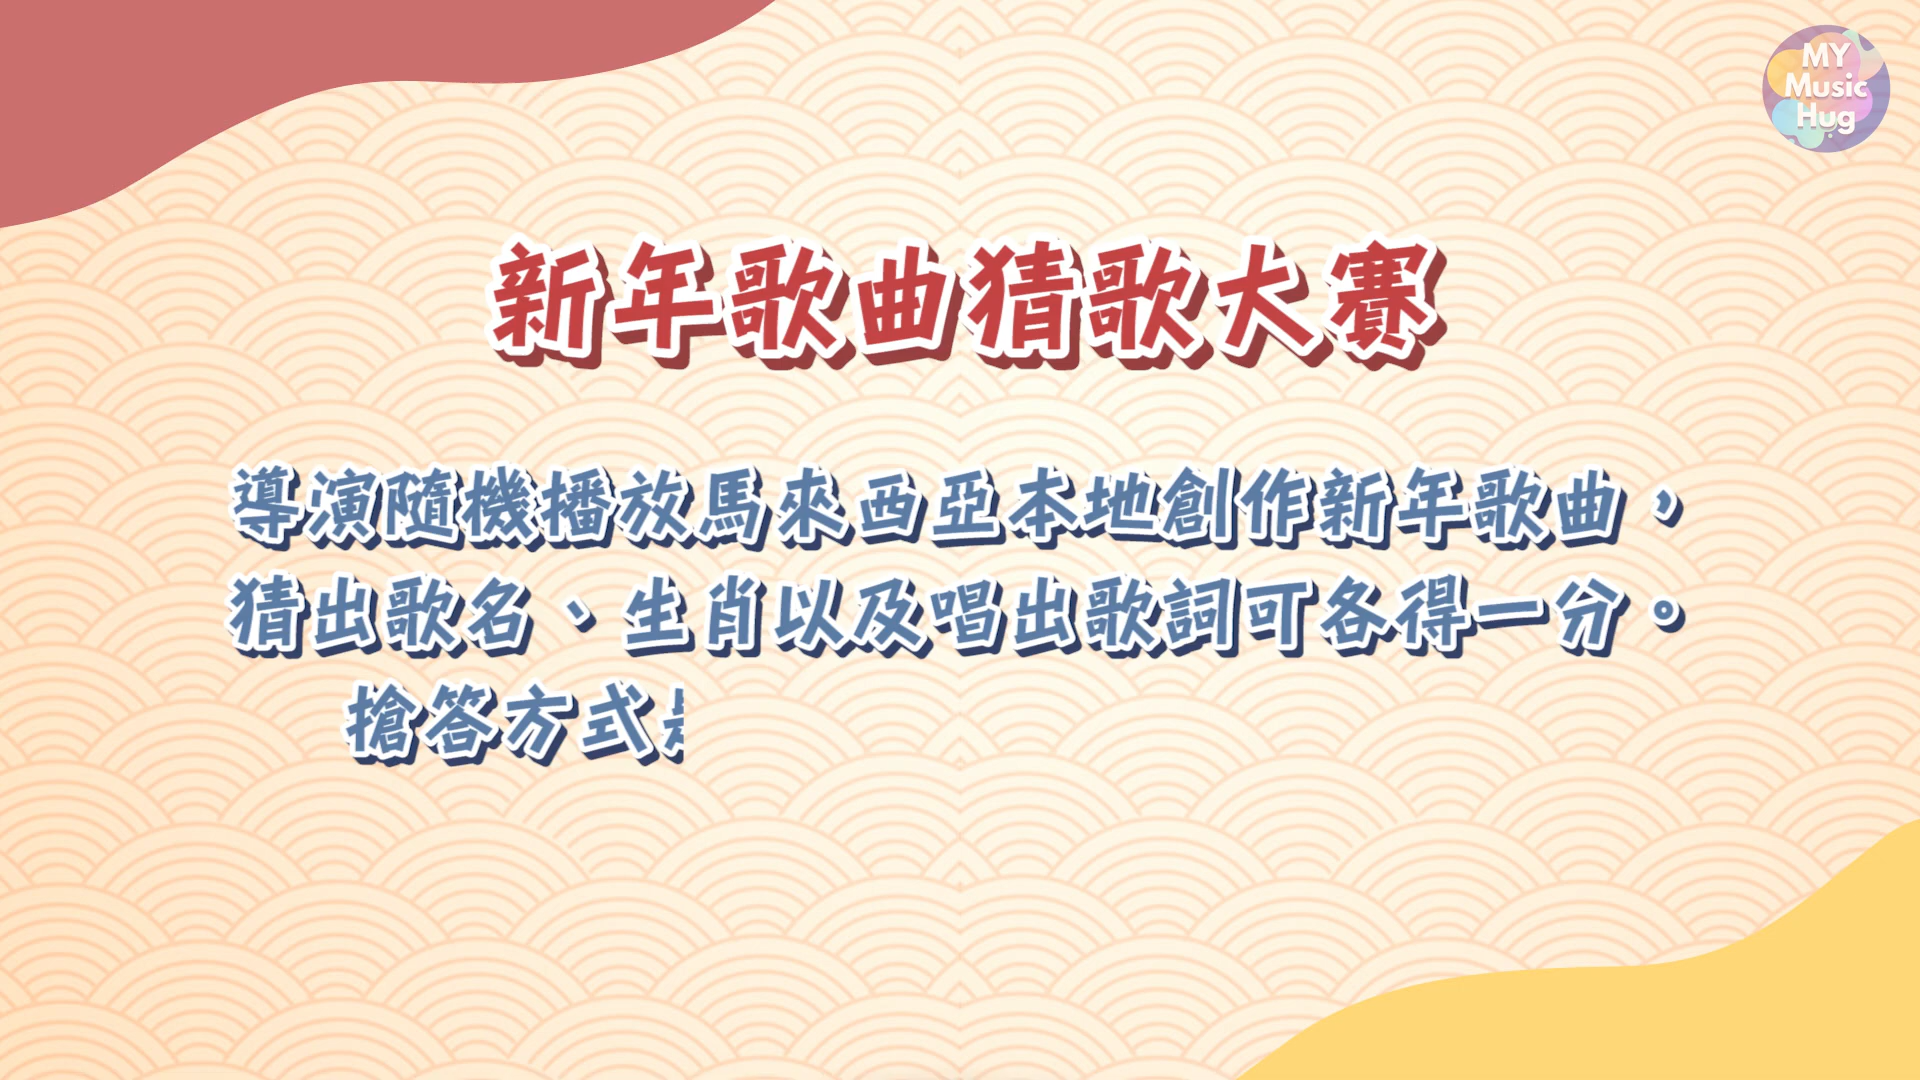 MY
Music
Hug
新年歌曲猜歌大賽
導演隨機播放馬來西亞本地創作新年歌曲，
猜出歌名、生肖以及唱出歌詞可各得一分。
搶答方式